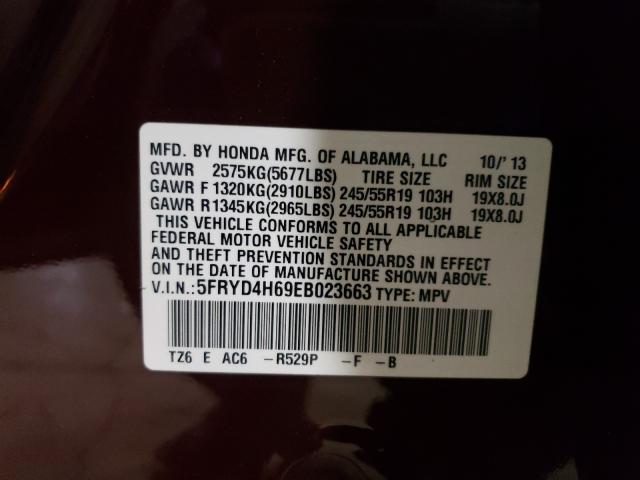 MFD. BY HONDA MFG. OF ALABAMA, LLC 10/'13
GVWR 2575KG(5677LBS) TIRE SIZE RIM SIZE
GAWR F 1320KG(2910LBS) 245/55R19 103H 19X8.0J
GAWR R1345KG(2965LBS) 245/55R19 103H 19X8.0J
THIS VEHICLE CONFORMS TO ALL APPLICABLE
FEDERAL MOTOR VEHICLE SAFETY
AND THEFT PREVENTION STANDARDS IN EFFECT
ON THE DATE OF MANUFACTURE SHOWN ABOVE.
V.I.N.: 5FRYD4H69EB023663 TYPE: MPV
TZ6 E AC6 -R529P -F -B